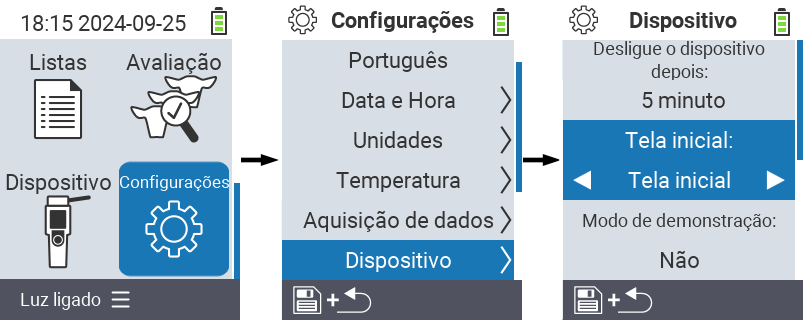 18:15 2024-09-25
Listas
Avaliação
Dispositivo
Configurações
Luz ligado
Configurações
Português
Data e Hora
Unidades
Temperatura
Aquisição de dados
Dispositivo
+
Dispositivo
Desligue o dispositivo
depois:
5 minuto
Tela inicial:
Tela inicial
Modo de demonstração:
Não
+